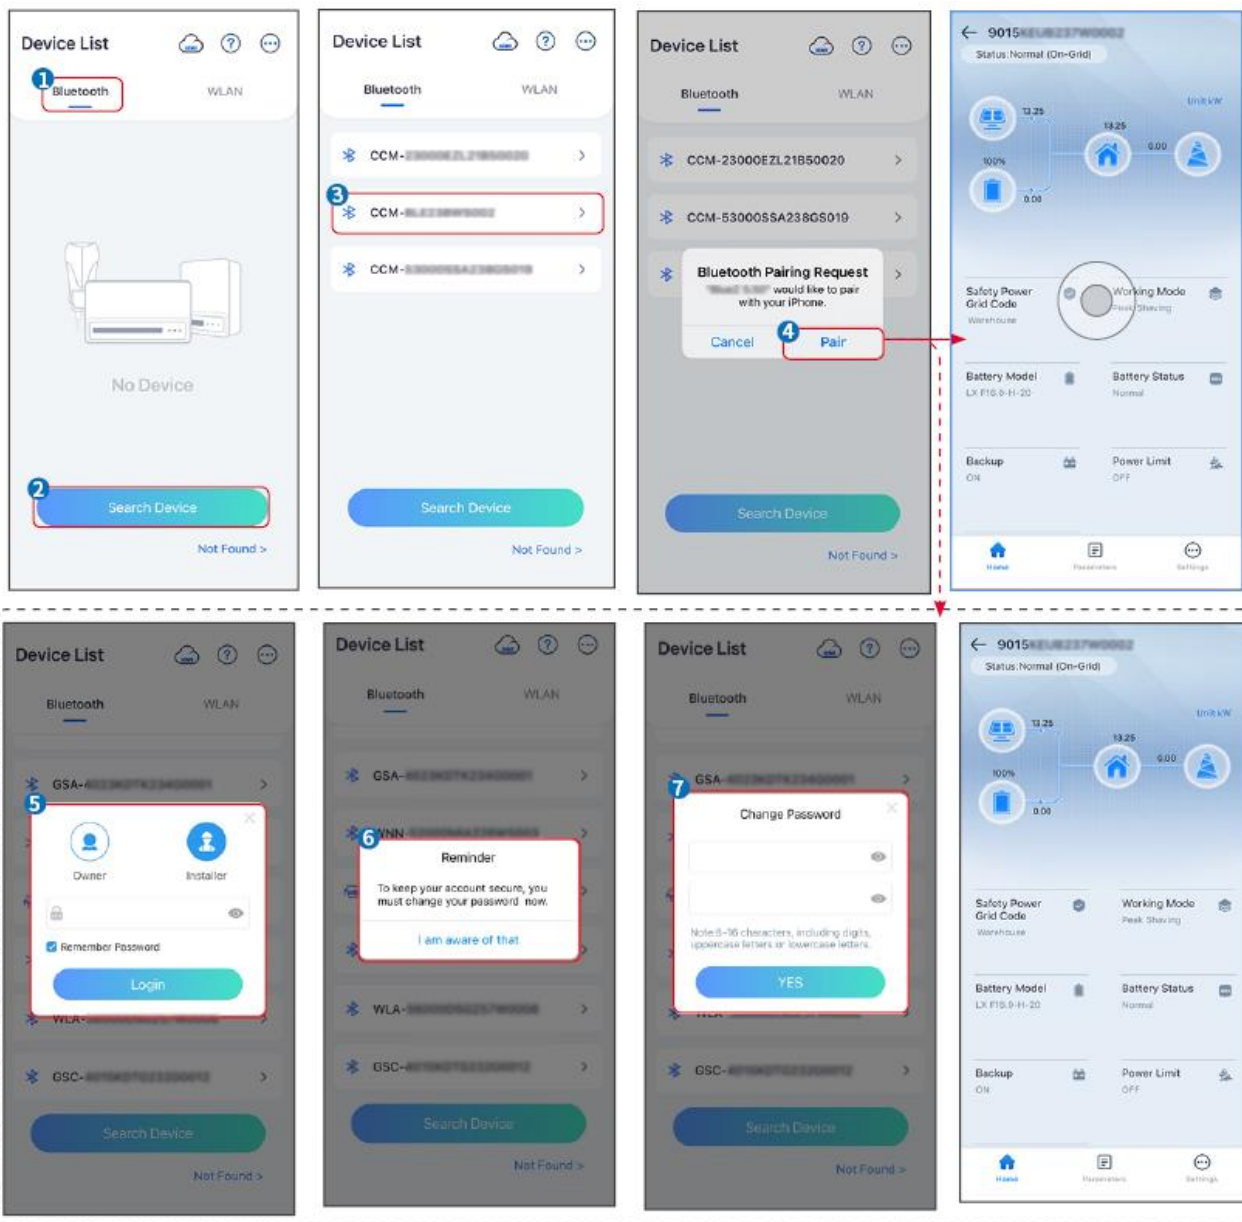 Device List
1
Bluetooth
WLAN
No Device
2
Search Device
Not Found >
Device List
Bluetooth
WLAN
CCM-
3
CCM-
CCM-
Search Device
Not Found >
Device List
Bluetooth
WLAN
CCM-23000EZL21B50020
CCM-53000SSA238GS019
Bluetooth Pairing Request
would like to pair
with your iPhone.
4
Cancel
Pair
Search Device
Not Found >
9015
Status:Normal (On-Grid)
Unit:kW
13.25
13.25
0.00
100%
0.00
Safety Power
Grid Code
Warehouse
Working Mode
Peak Shaving
Battery Model
LX F16.0-H-20
Battery Status
Normal
Backup
ON
Power Limit
OFF
Home
Parameters
Settings
Device List
Bluetooth
WLAN
GSA-
5
Owner
Installer
Remember Password
Login
WLA-
GSC-
Search Device
Not Found >
Device List
Bluetooth
WLAN
GSA-
WNN-
6
Reminder
To keep your account secure, you
must change your password now.
I am aware of that
WLA-
GSC-
Search Device
Not Found >
Device List
Bluetooth
WLAN
GSA-
7
Change Password
Note:8-16 characters, including digits,
uppercase letters or lowercase letters.
YES
WLA-
GSC-
Search Device
Not Found >
9015
Status:Normal (On-Grid)
Unit:kW
13.25
13.25
0.00
100%
0.00
Safety Power
Grid Code
Warehouse
Working Mode
Peak Shaving
Battery Model
LX F16.0-H-20
Battery Status
Normal
Backup
ON
Power Limit
OFF
Home
Parameters
Settings